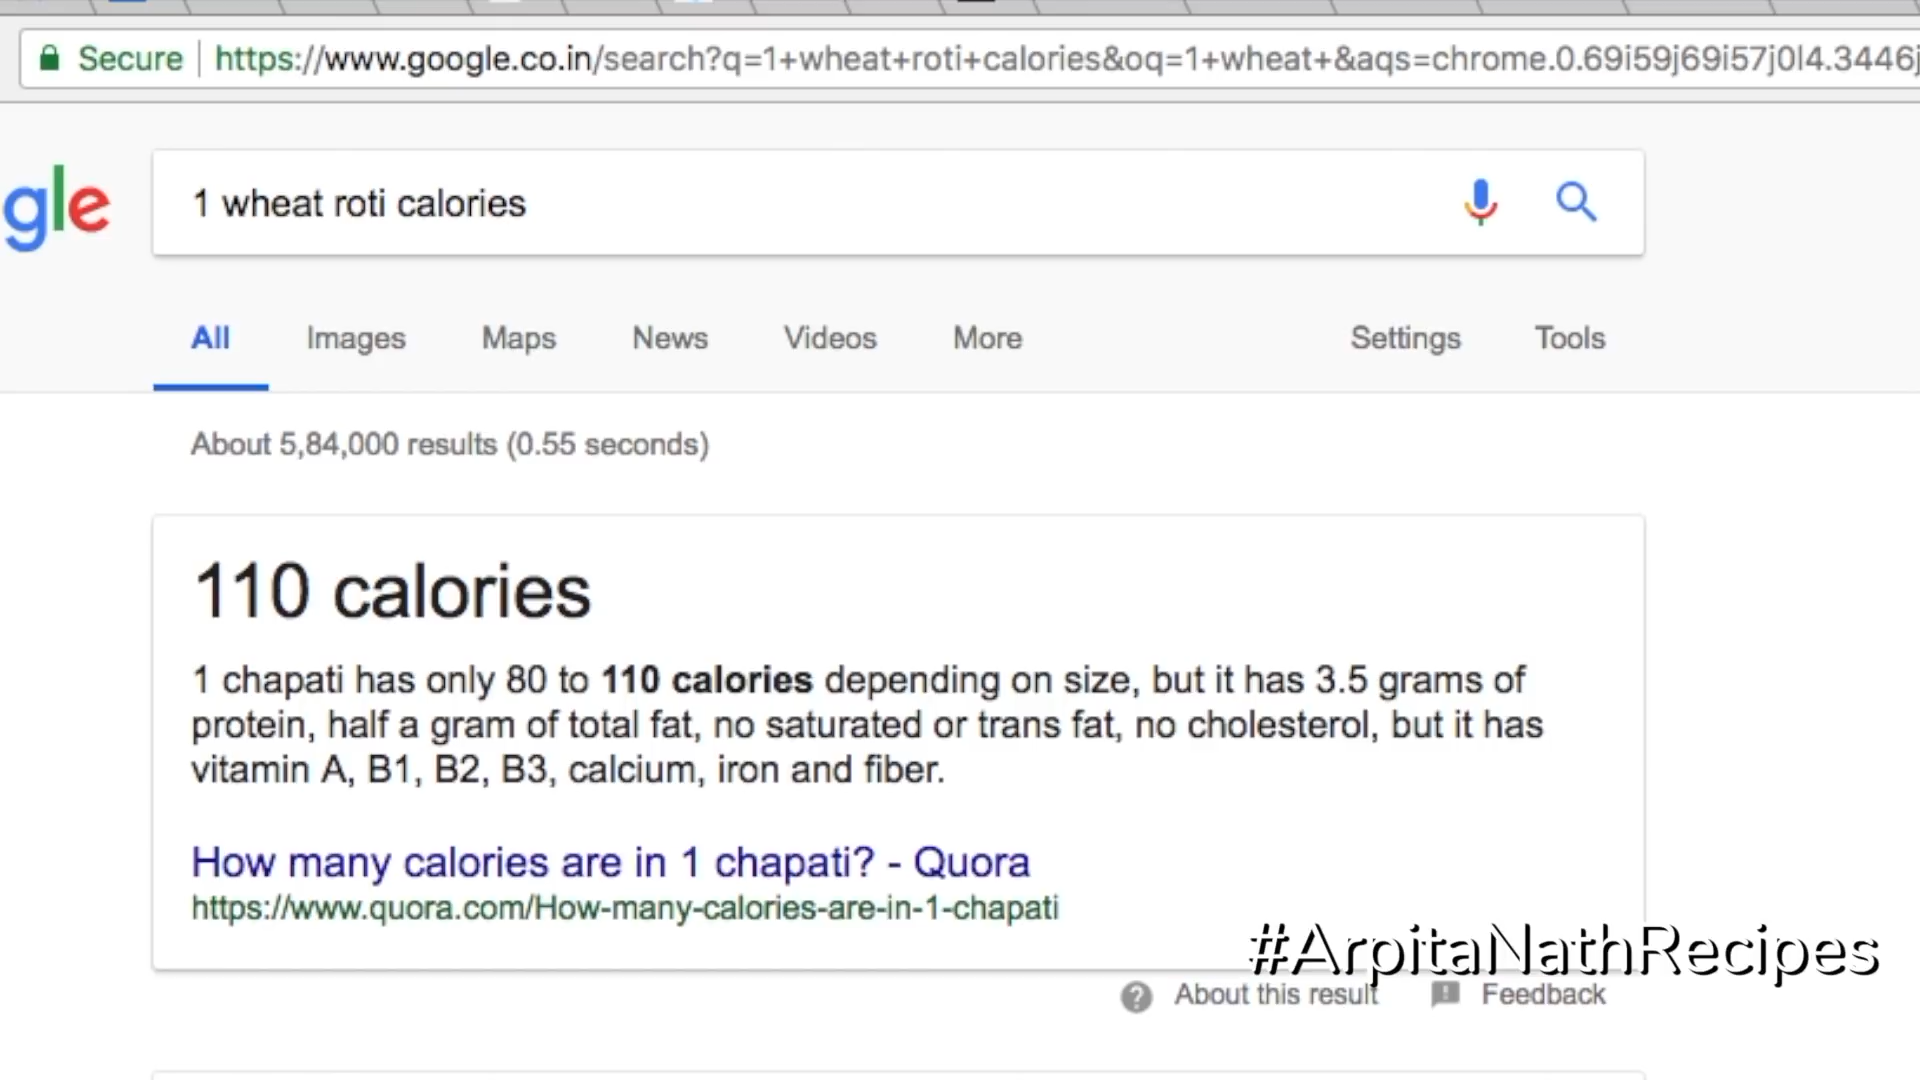 Secure https://www.google.co.in/search?q=1+wheat+roti+calories&oq=1+wheat+&aqs=chrome.0.69i59j69i57j0l4.3446j
gle
1 wheat roti calories
All Images Maps News Videos More Settings Tools
About 5,84,000 results (0.55 seconds)
110 calories
1 chapati has only 80 to 110 calories depending on size, but it has 3.5 grams of
protein, half a gram of total fat, no saturated or trans fat, no cholesterol, but it has
vitamin A, B1, B2, B3, calcium, iron and fiber.
How many calories are in 1 chapati? - Quora
https://www.quora.com/How-many-calories-are-in-1-chapati
#ArpitaNathRecipes
About this result Feedback